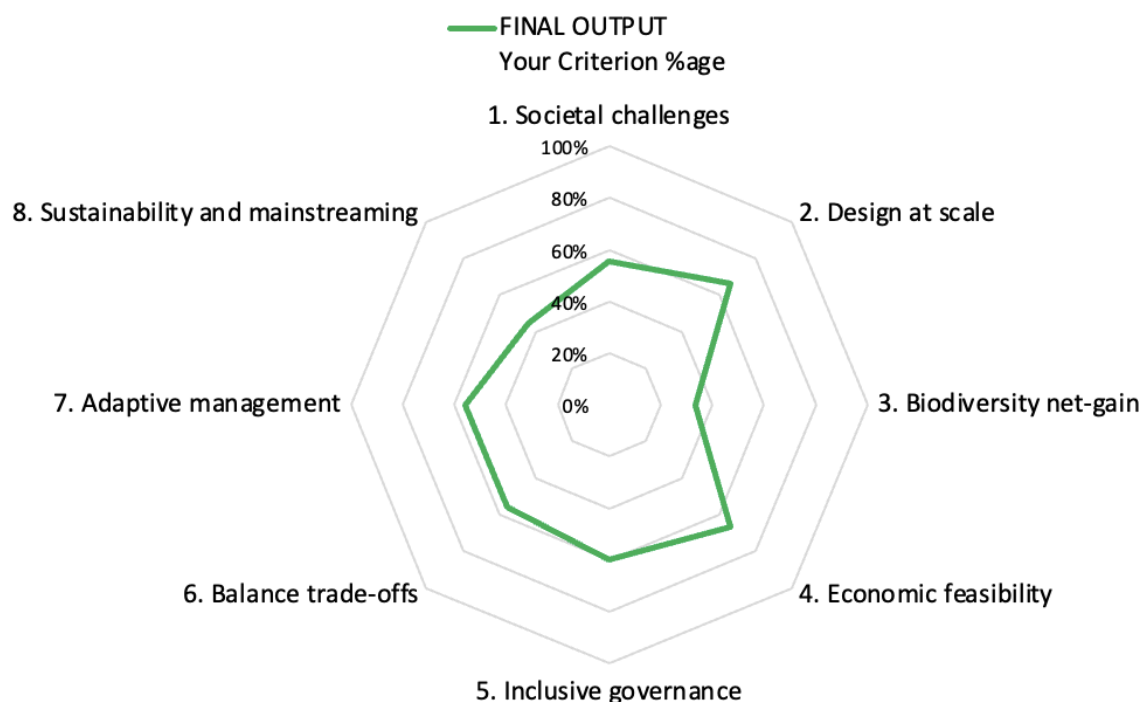 FINAL OUTPUT
Your Criterion %age
1. Societal challenges
100%
8. Sustainability and mainstreaming
2. Design at scale
80%
60%
40%
20%
7. Adaptive management
0%
3. Biodiversity net-gain
6. Balance trade-offs
4. Economic feasibility
5. Inclusive governance